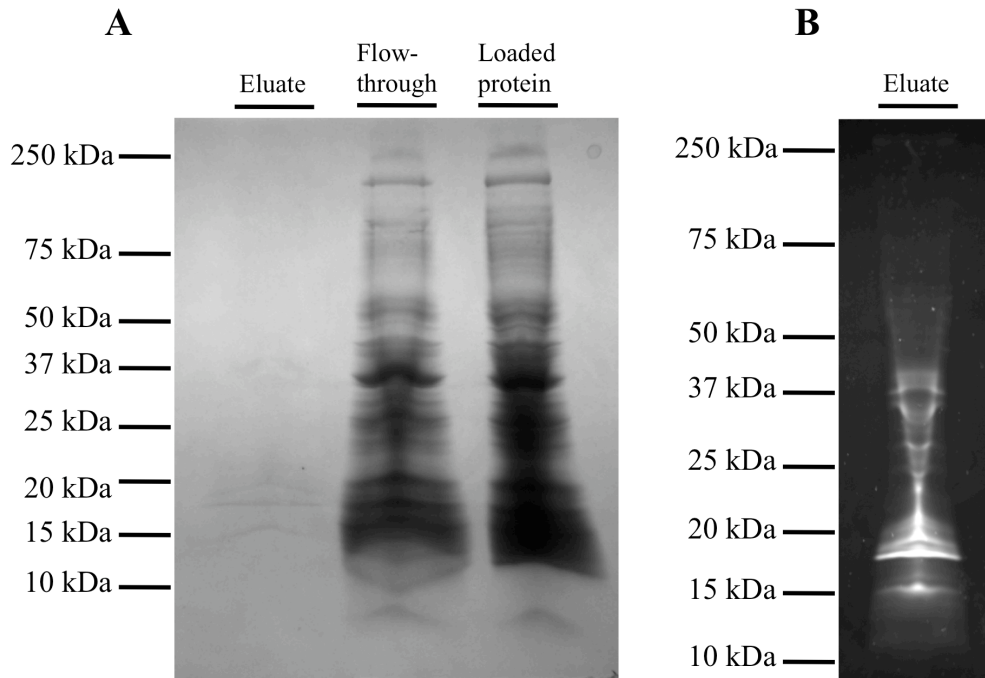 A
B
Eluate
Flow-
through
Loaded
protein
Eluate
250 kDa
75 kDa
50 kDa
37 kDa
25 kDa
20 kDa
15 kDa
10 kDa
250 kDa
75 kDa
50 kDa
37 kDa
25 kDa
20 kDa
15 kDa
10 kDa